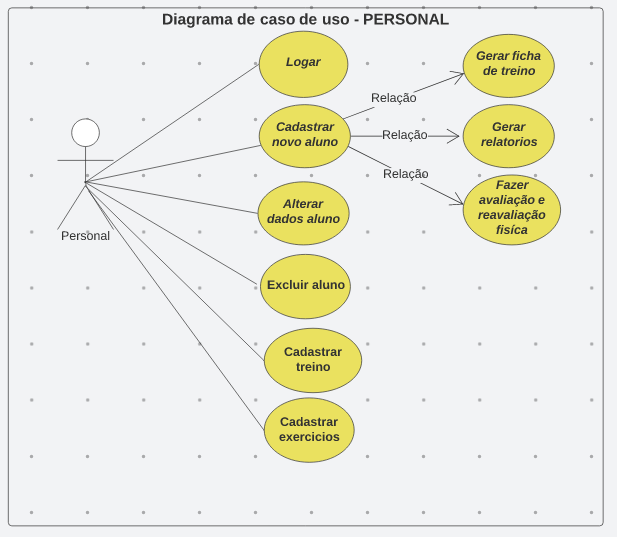 Diagrama de caso de uso - PERSONAL
Logar
Gerar ficha
de treino
Relação
Cadastrar
novo aluno
Relação
Gerar
relatorios
Relação
Fazer
avaliação e
reavaliação
fisíca
Personal
Alterar
dados aluno
Excluir aluno
Cadastrar
treino
Cadastrar
exercicios